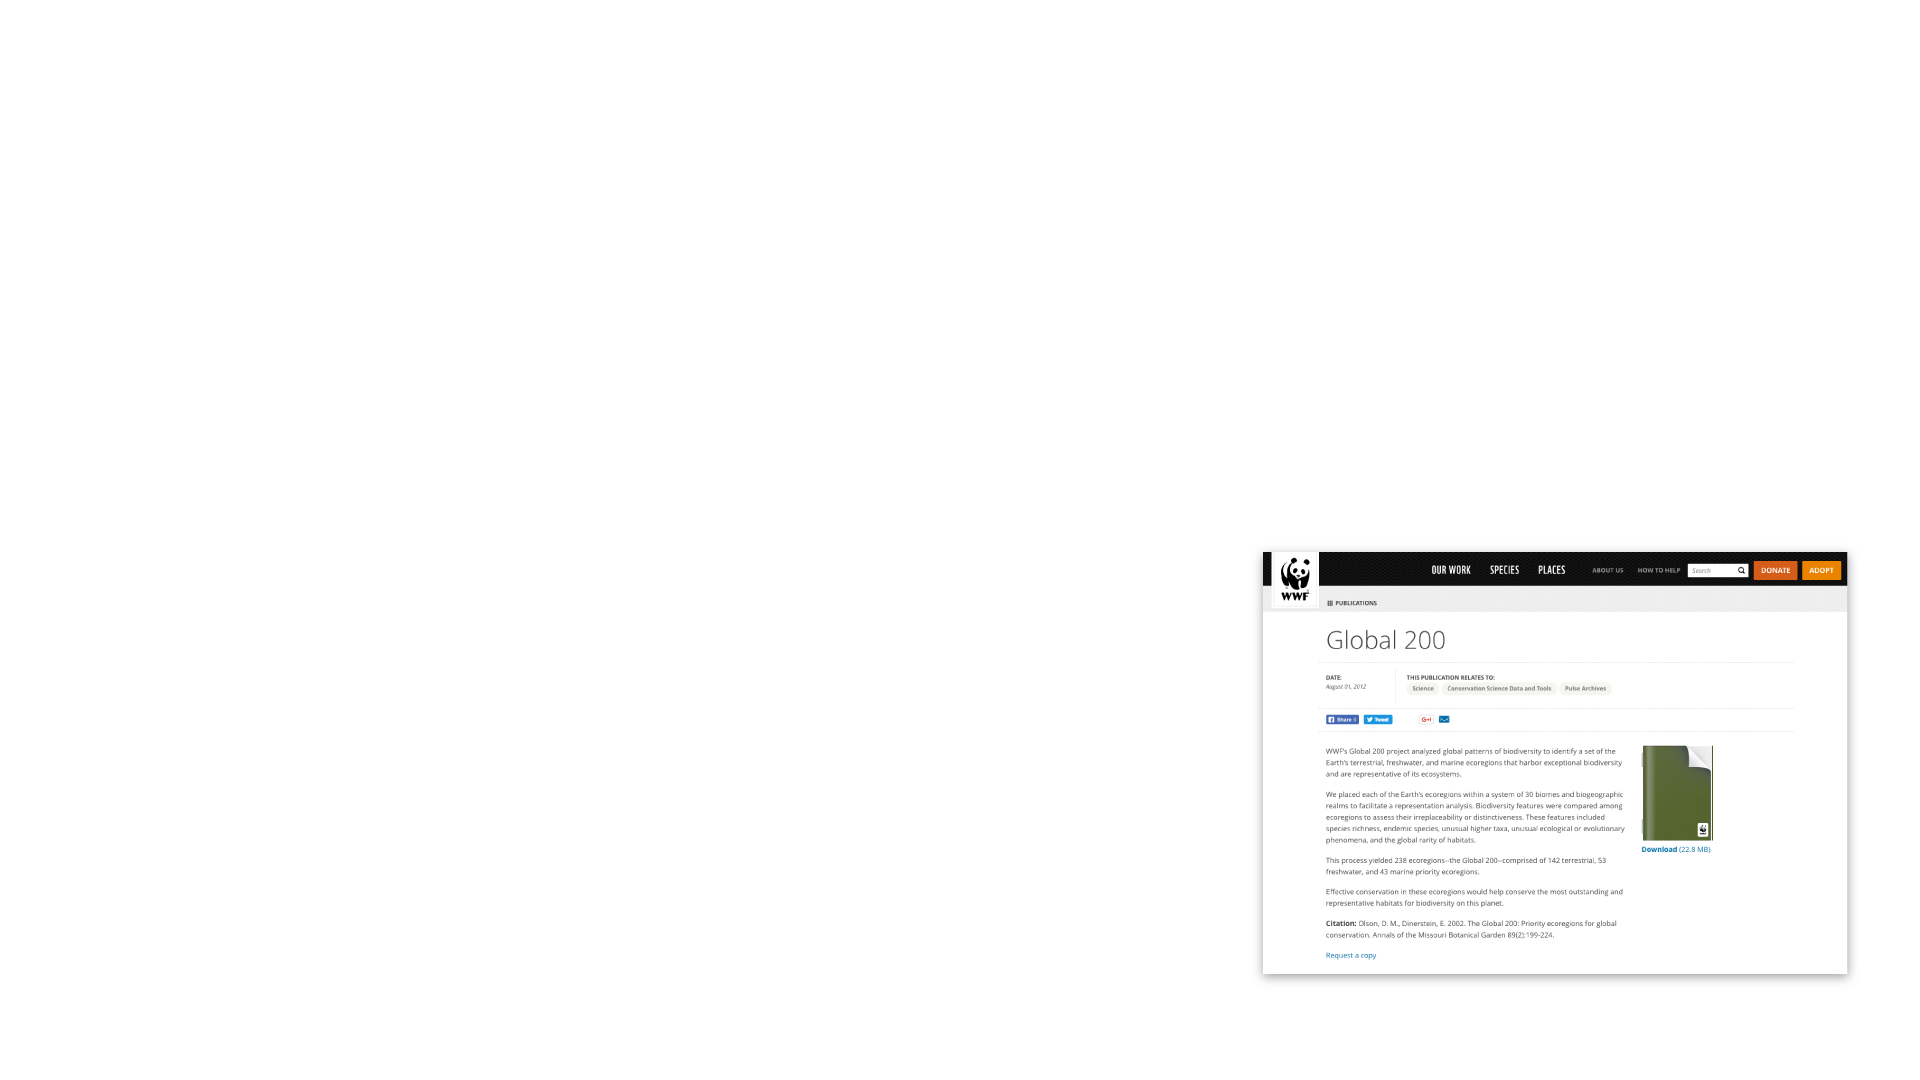 OUR WORK SPECIES PLACES ABOUT US HOW TO HELP Search DONATE ADOPT
WWF
PUBLICATIONS
Global 200
DATE:
August 01, 2012
THIS PUBLICATION RELATES TO:
Science Conservation Science Data and Tools Pulse Archives
Share 0 Tweet G+1
WWF's Global 200 project analyzed global patterns of biodiversity to identify a set of the
Earth's terrestrial, freshwater, and marine ecoregions that harbor exceptional biodiversity
and are representative of its ecosystems.
We placed each of the Earth's ecoregions within a system of 30 biomes and biogeographic
realms to facilitate a representation analysis. Biodiversity features were compared among
ecoregions to assess their irreplaceability or distinctiveness. These features included
species richness, endemic species, unusual higher taxa, unusual ecological or evolutionary
phenomena, and the global rarity of habitats.
This process yielded 238 ecoregions--the Global 200--comprised of 142 terrestrial, 53
freshwater, and 43 marine priority ecoregions.
Effective conservation in these ecoregions would help conserve the most outstanding and
representative habitats for biodiversity on this planet.
Citation: Olson, D. M., Dinerstein, E. 2002. The Global 200: Priority ecoregions for global
conservation. Annals of the Missouri Botanical Garden 89(2):199-224.
Request a copy
Download (22.8 MB)